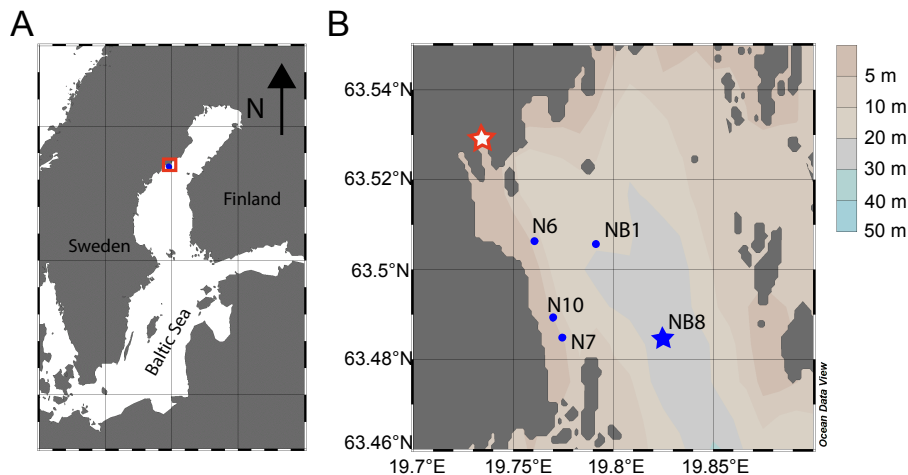 A
B
N
Finland
Sweden
Baltic Sea
63.54°N
63.52°N
63.5°N
63.48°N
63.46°N
19.7°E
19.75°E
19.8°E
19.85°E
N6
NB1
N10
N7
NB8
Ocean Data View
5 m
10 m
20 m
30 m
40 m
50 m